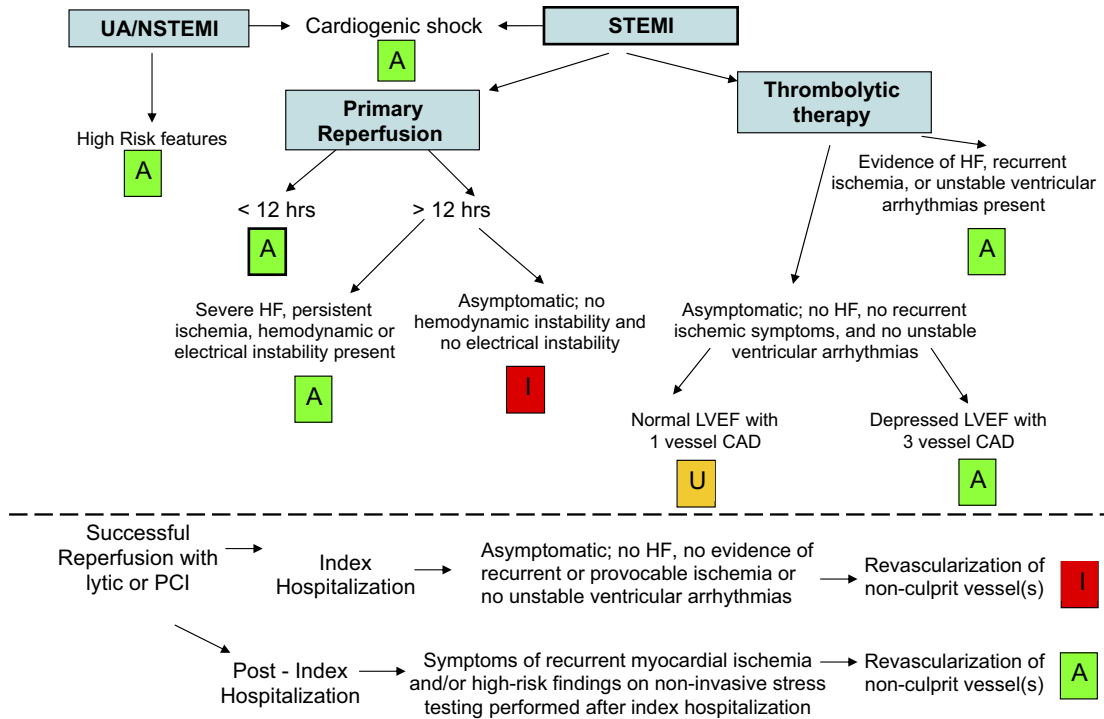 UA/NSTEMI
Cardiogenic shock
A
STEMI
High Risk features
A
Primary
Reperfusion
Thrombolytic
therapy
Evidence of HF, recurrent
ischemia, or unstable ventricular
arrhythmias present
A
< 12 hrs
A
> 12 hrs
Severe HF, persistent
ischemia, hemodynamic or
electrical instability present
A
Asymptomatic; no
hemodynamic instability and
no electrical instability
I
Asymptomatic; no HF, no recurrent
ischemic symptoms, and no unstable
ventricular arrhythmias
Normal LVEF with
1 vessel CAD
U
Depressed LVEF with
3 vessel CAD
A
Successful
Reperfusion with
lytic or PCI
Index
Hospitalization
Asymptomatic; no HF, no evidence of
recurrent or provocable ischemia or
no unstable ventricular arrhythmias
Revascularization of
non-culprit vessel(s)
I
Post - Index
Hospitalization
Symptoms of recurrent myocardial ischemia
and/or high-risk findings on non-invasive stress
testing performed after index hospitalization
Revascularization of
non-culprit vessel(s)
A